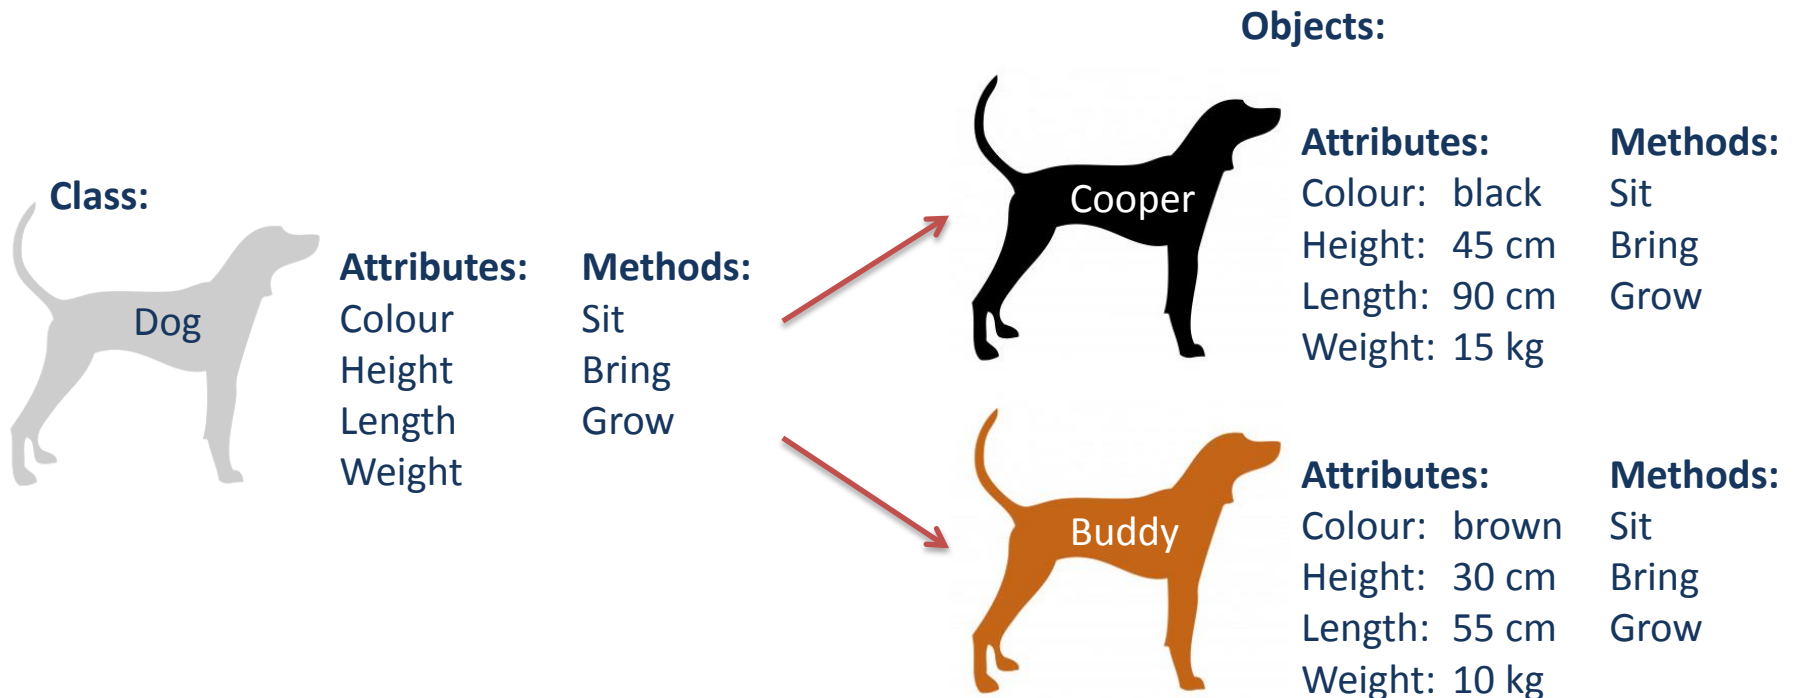 Class:
Dog
Attributes: Methods:
Colour Sit
Height Bring
Length Grow
Weight
Objects:
Cooper
Attributes: Methods:
Colour: black Sit
Height: 45 cm Bring
Length: 90 cm Grow
Weight: 15 kg
Buddy
Attributes: Methods:
Colour: brown Sit
Height: 30 cm Bring
Length: 55 cm Grow
Weight: 10 kg